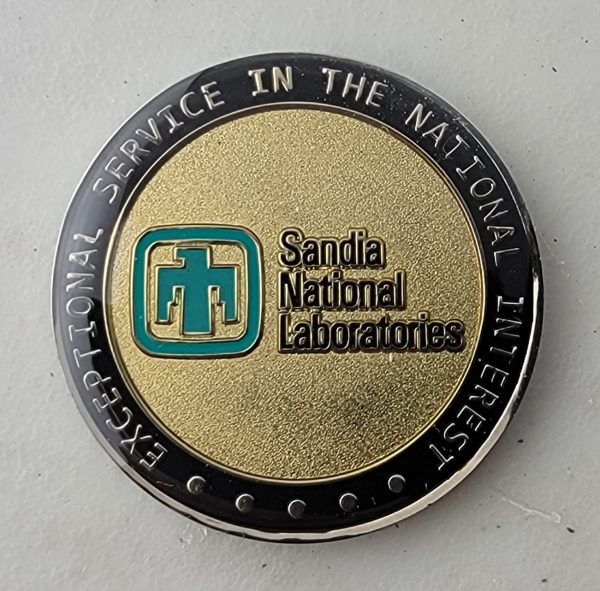 EXCEPTIONAL SERVICE IN THE NATIONAL INTEREST
Sandia
National
Laboratories